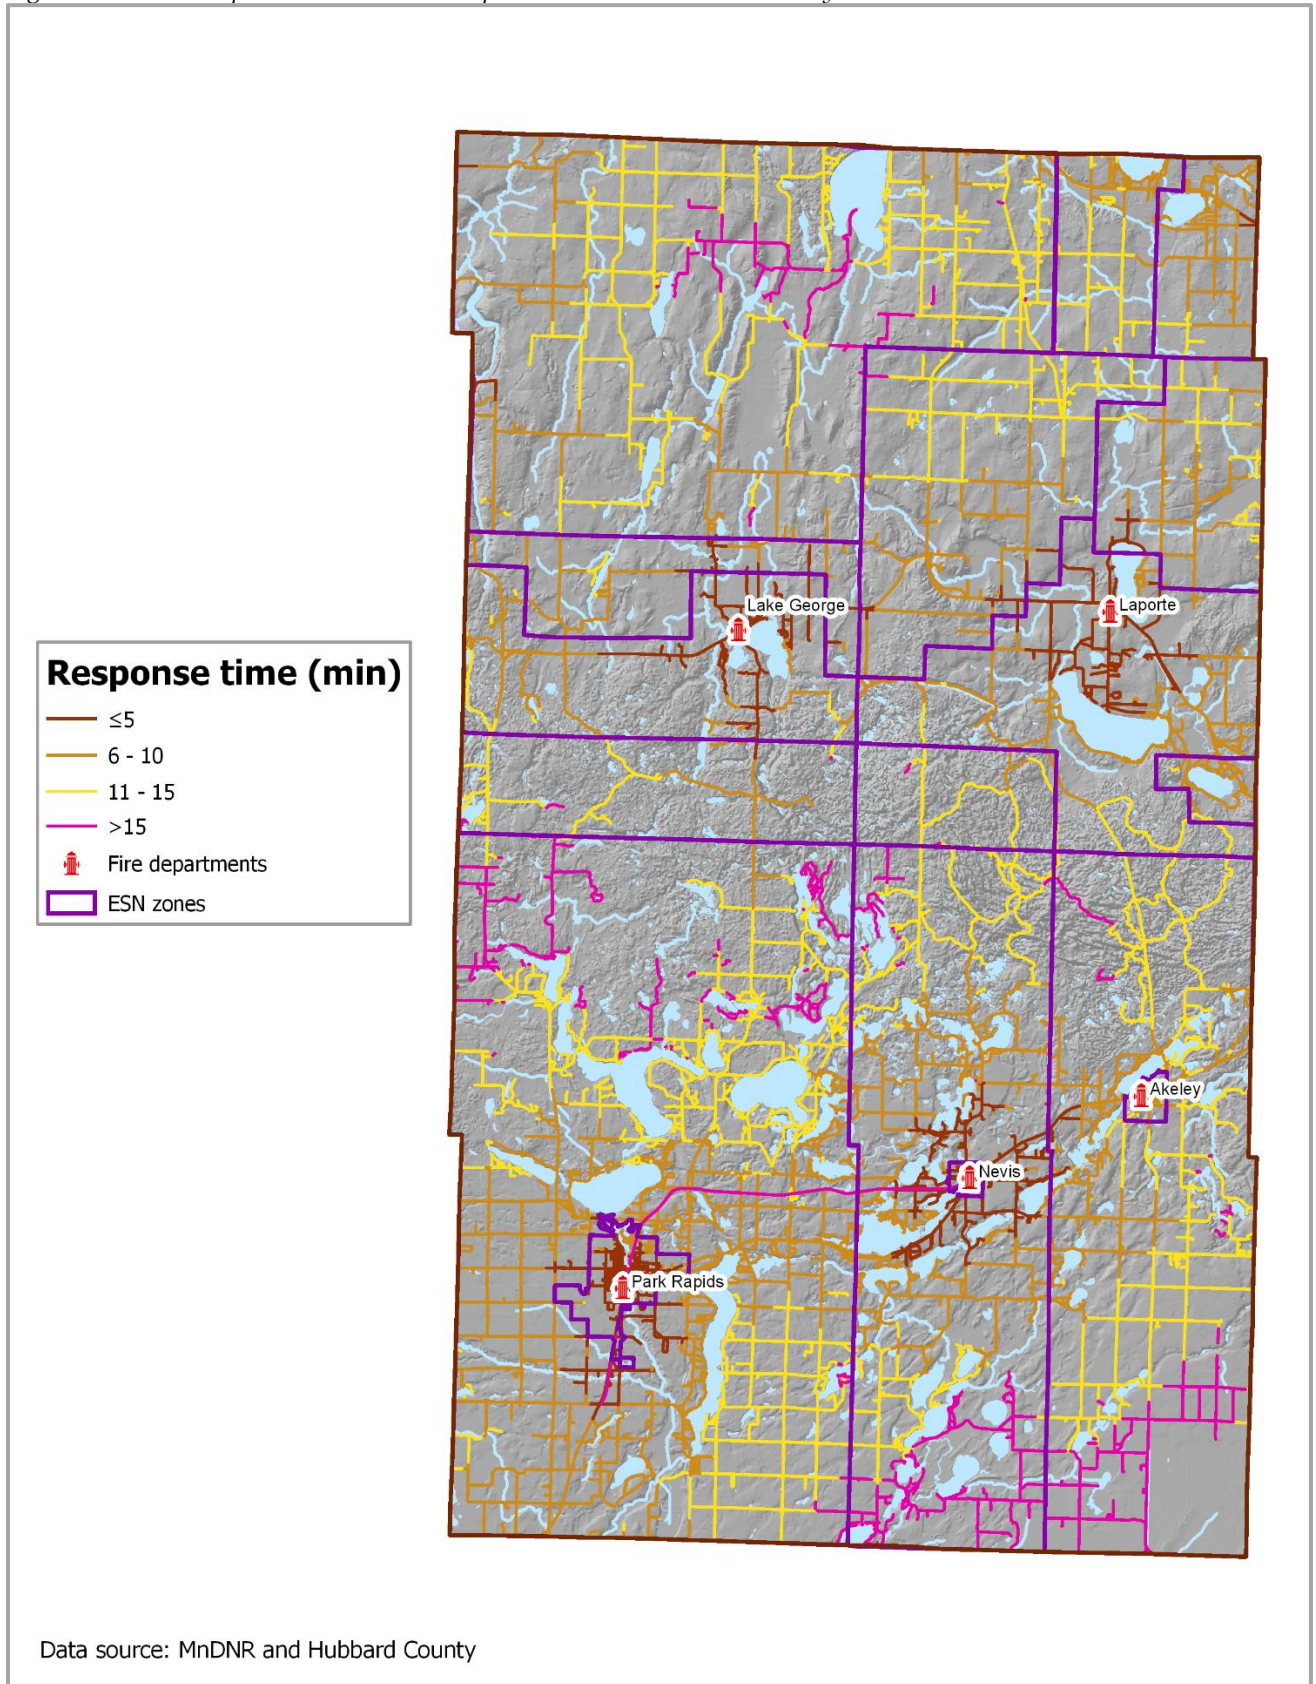 Response time (min)
≤5
6 - 10
11 - 15
>15
Fire departments
ESN zones
Lake George
Laporte
Akeley
Nevis
Park Rapids
Data source: MnDNR and Hubbard County